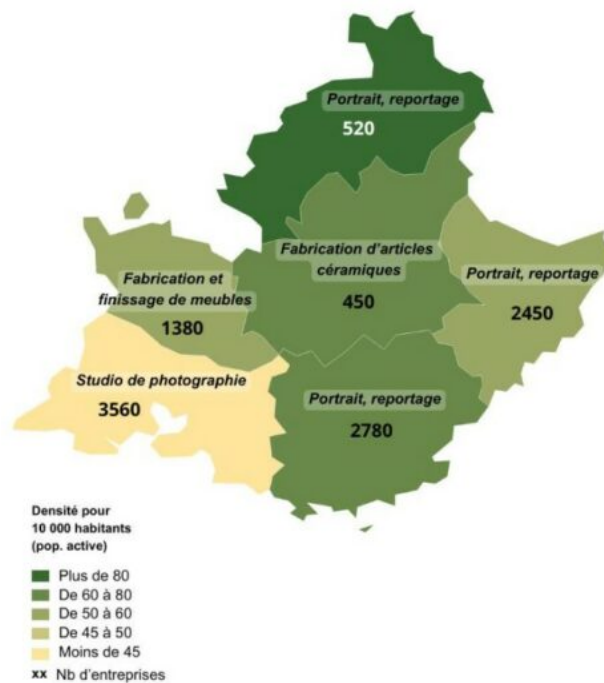 Portrait, reportage
520
Fabrication d'articles
céramiques
450
Portrait, reportage
2450
Fabrication et
finissage de meubles
1380
Studio de photographie
3560
Portrait, reportage
2780
Densité pour
10 000 habitants
(pop. active)
Plus de 80
De 60 à 80
De 50 à 60
De 45 à 50
Moins de 45
xx Nb d'entreprises